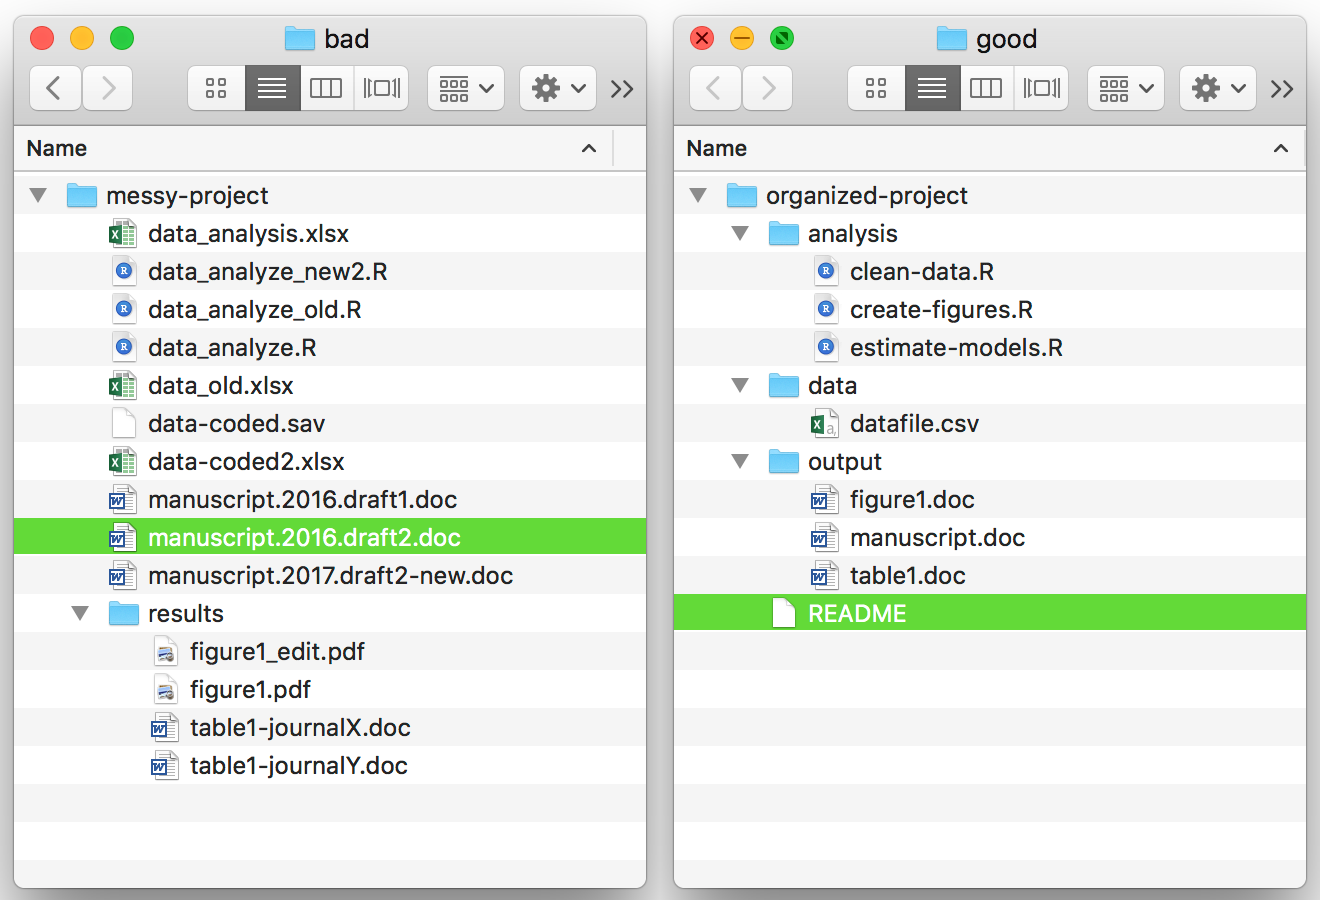 bad
Name
messy-project
data_analysis.xlsx
data_analyze_new2.R
data_analyze_old.R
data_analyze.R
data_old.xlsx
data-coded.sav
data-coded2.xlsx
manuscript.2016.draft1.doc
manuscript.2016.draft2.doc
manuscript.2017.draft2-new.doc
results
figure1_edit.pdf
figure1.pdf
table1-journalX.doc
table1-journalY.doc
good
Name
organized-project
analysis
clean-data.R
create-figures.R
estimate-models.R
data
datafile.csv
output
figure1.doc
manuscript.doc
table1.doc
README